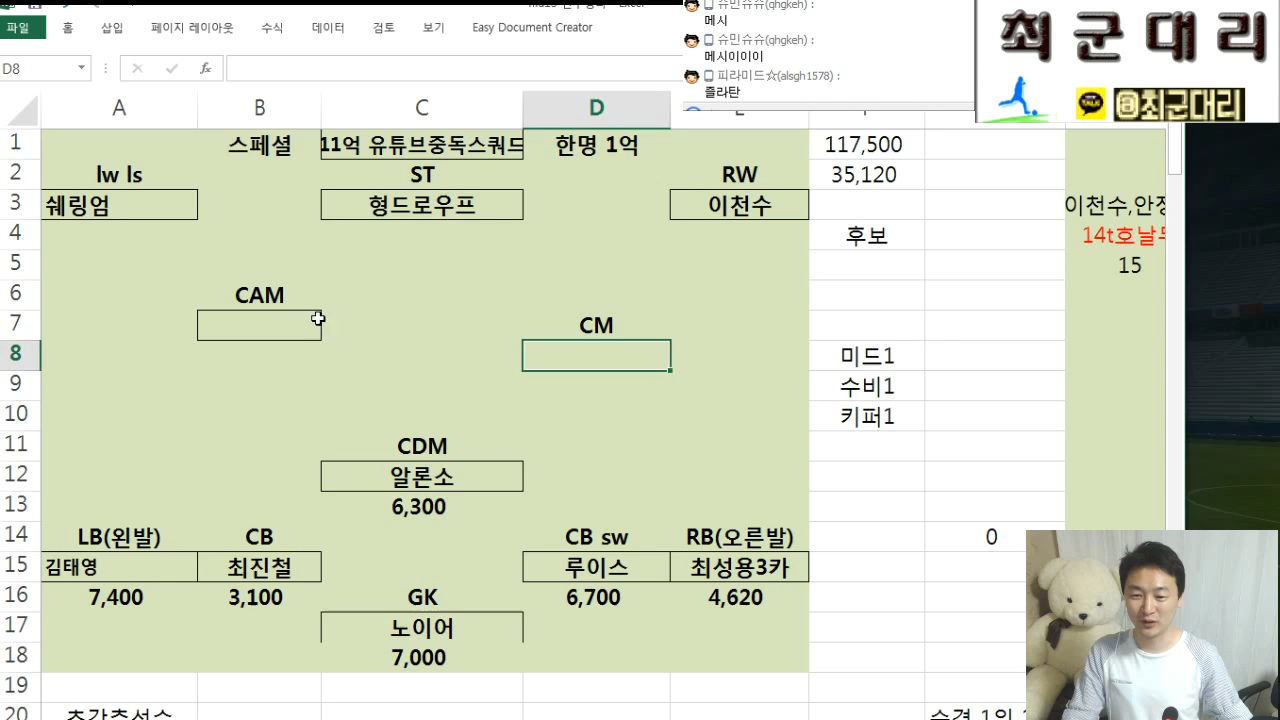 파일 홈 삽입 페이지 레이아웃 수식 데이터 검토 보기 Easy Document Creator
슈민슈슈(qhgkeh) :
메시
슈민슈슈(qhgkeh) :
메시이이이
피라미드☆(alsgh1578) :
즐라탄
최 군 대 리
TALK @최군대리
D8 fx
A B C D
1 스페셜 11억 유튜브중독스쿼드 한명 1억 117,500
2 lw ls ST RW 35,120
3 쉐링엄 형드로우프 이천수 이천수,안정
4 후보 14t호날두
5 15
6 CAM
7 CM
8 미드1
9 수비1
10 키퍼1
11 CDM
12 알론소
13 6,300
14 LB(왼발) CB CB sw RB(오른발) 0
15 김태영 최진철 루이스 최성용3카
16 7,400 3,100 GK 6,700 4,620
17 노이어
18 7,000
19
20